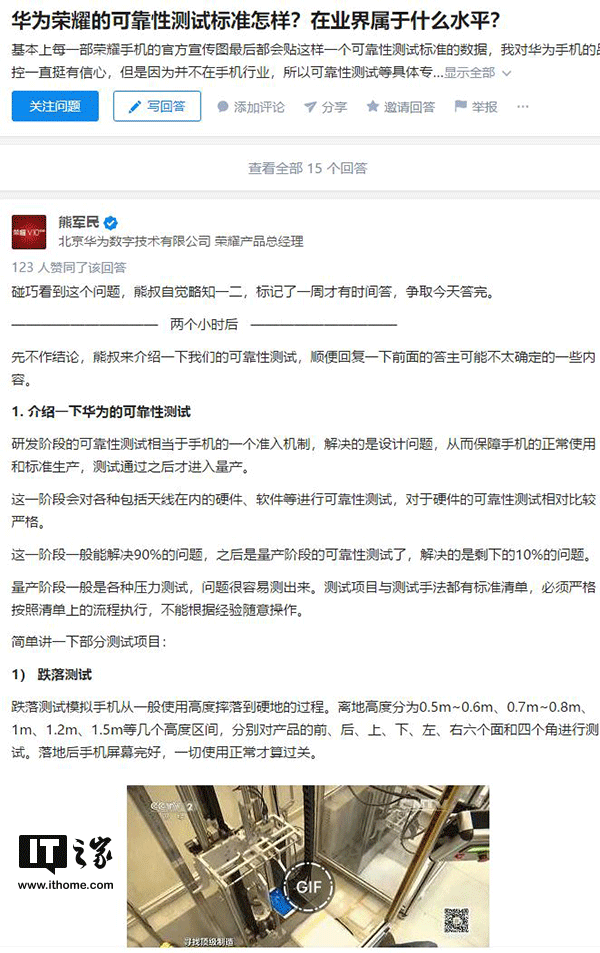 华为荣耀的可靠性测试标准怎样？在业界属于什么水平？
基本上每一部荣耀手机的官方宣传图最后都会贴这样一个可靠性测试标准的数据，我对华为手机的品
控一直挺有信心，但是因为并不在手机行业，所以可靠性测试等具体专...显示全部
关注问题 写回答 添加评论 分享 邀请回答 举报 ···
查看全部 15 个回答
荣耀 V10
熊军民
北京华为数字技术有限公司 荣耀产品总经理
123 人赞同了该回答
碰巧看到这个问题，熊叔自觉略知一二，标记了一周才有时间答，争取今天答完。
—————————— 两个小时后 ——————————
先不作结论，熊叔来介绍一下我们的可靠性测试，顺便回复一下前面的答主可能不太确定的一些内
容。
1. 介绍一下华为的可靠性测试
研发阶段的可靠性测试相当于手机的一个准入机制，解决的是设计问题，从而保障手机的正常使用
和标准生产，测试通过之后才进入量产。
这一阶段会对各种包括天线在内的硬件、软件等进行可靠性测试，对于硬件的可靠性测试相对比较
严格。
这一阶段一般能解决90%的问题，之后是量产阶段的可靠性测试了，解决的是剩下的10%的问题。
量产阶段一般是各种压力测试，问题很容易测出来。测试项目与测试手法都有标准清单，必须严格
按照清单上的流程执行，不能根据经验随意操作。
简单讲一下部分测试项目：
1） 跌落测试
跌落测试模拟手机从一般使用高度摔落到硬地的过程。离地高度分为0.5m~0.6m、0.7m~0.8m、
1m、1.2m、1.5m等几个高度区间，分别对产品的前、后、上、下、左、右六个面和四个角进行测
试。落地后手机屏幕完好，一切使用正常才算过关。
CCTV 2
CNTV
IT之家
www.ithome.com
GIF
寻找顶级制造